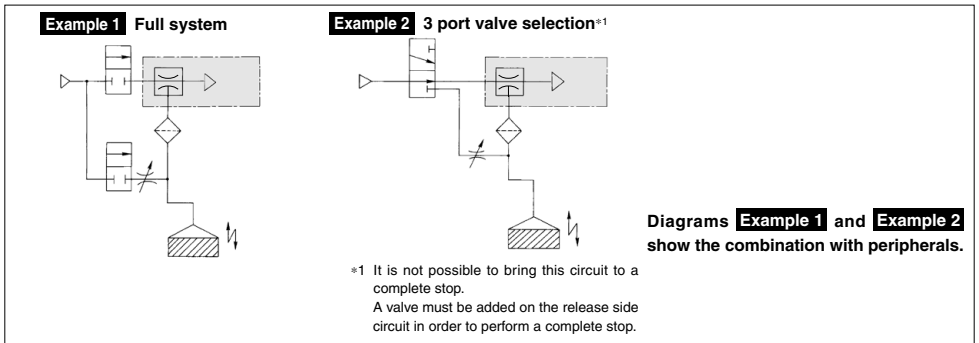 Example 1 Full system
Example 2 3 port valve selection*1
Diagrams Example 1 and Example 2
show the combination with peripherals.
*1 It is not possible to bring this circuit to a
complete stop.
A valve must be added on the release side
circuit in order to perform a complete stop.